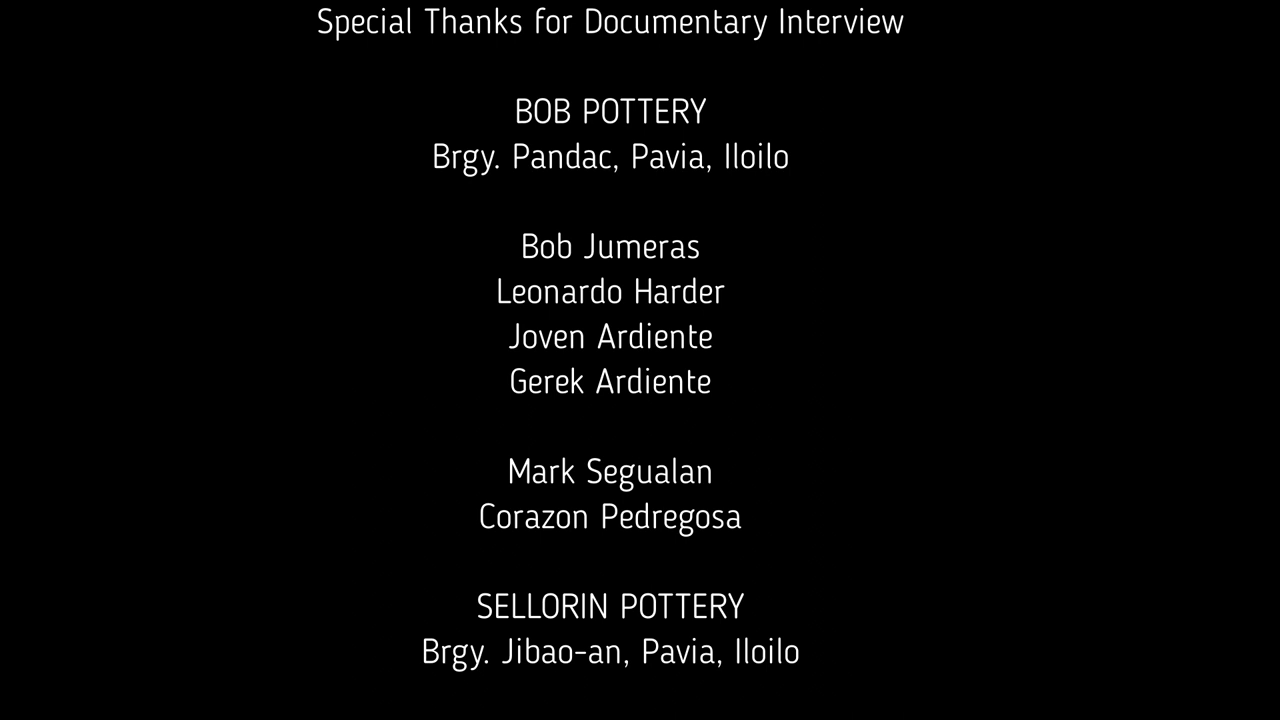 Special Thanks for Documentary Interview
BOB POTTERY
Brgy. Pandac, Pavia, Iloilo
Bob Jumeras
Leonardo Harder
Joven Ardiente
Gerek Ardiente
Mark Segualan
Corazon Pedregosa
SELLORIN POTTERY
Brgy. Jibao-an, Pavia, Iloilo